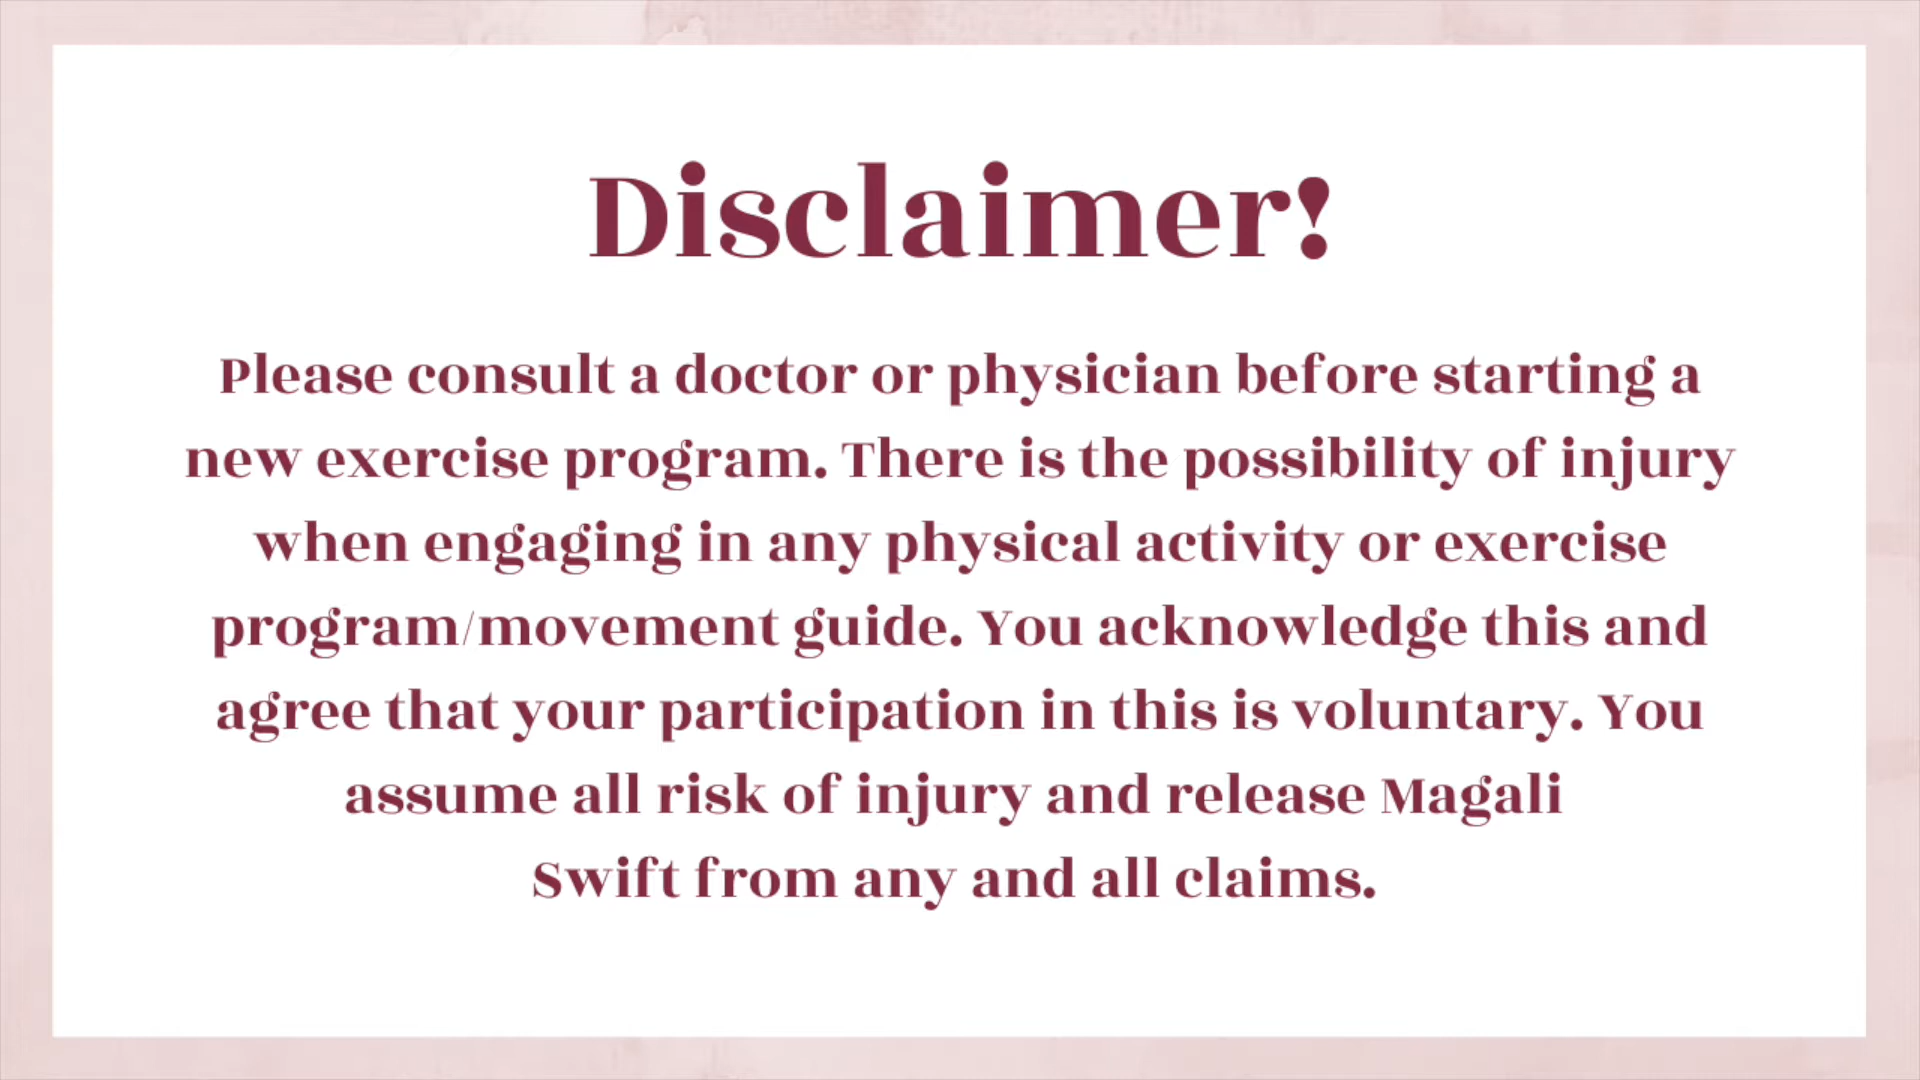 Disclaimer!
Please consult a doctor or physician before starting a
new exercise program. There is the possibility of injury
when engaging in any physical activity or exercise
program/movement guide. You acknowledge this and
agree that your participation in this is voluntary. You
assume all risk of injury and release Magali
Swift from any and all claims.